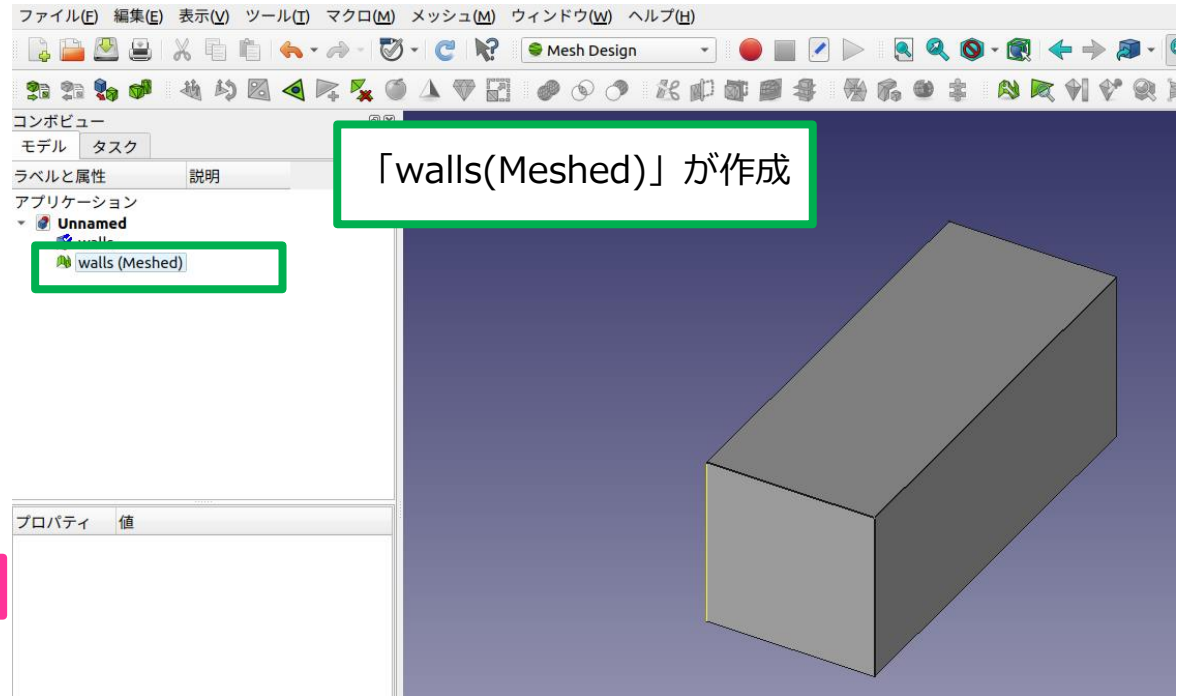 ファイル(F) 編集(E) 表示(V) ツール(T) マクロ(M) メッシュ(M) ウィンドウ(W) ヘルプ(H)
Mesh Design
コンボビュー
モデル タスク
「walls(Meshed)」が作成
ラベルと属性 説明
アプリケーション
Unnamed
walls
walls (Meshed)
プロパティ 値